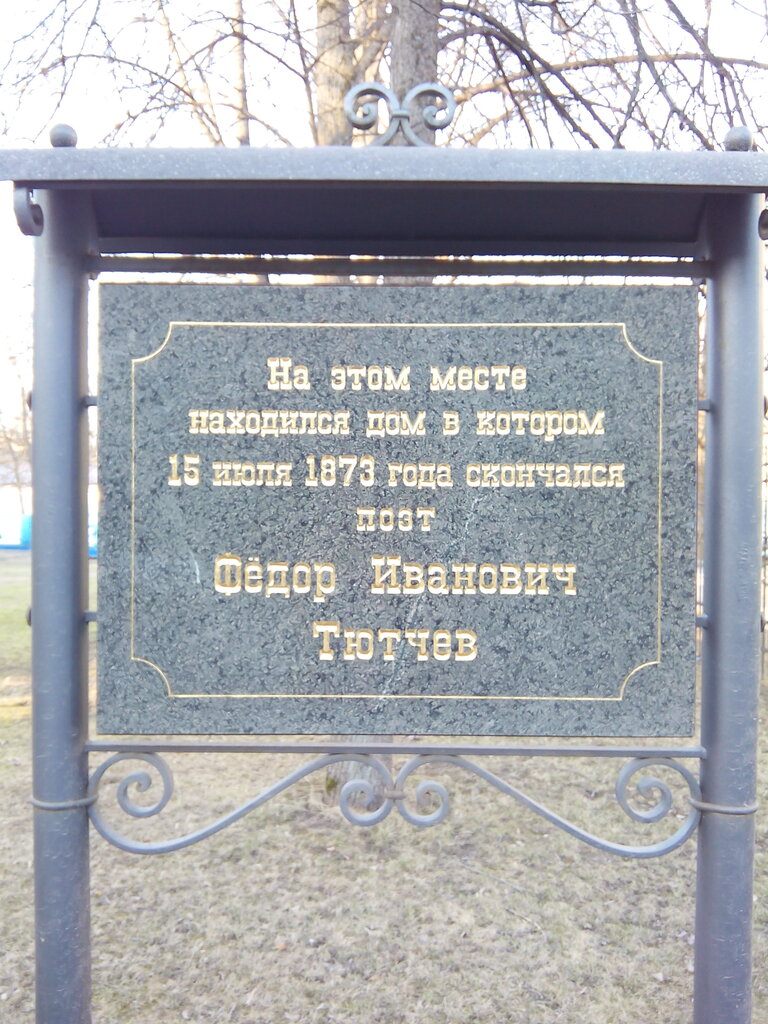 На этом месте
находился дом в котором
15 июля 1873 года скончался
поэт
Фёдор Иванович
Тютчев